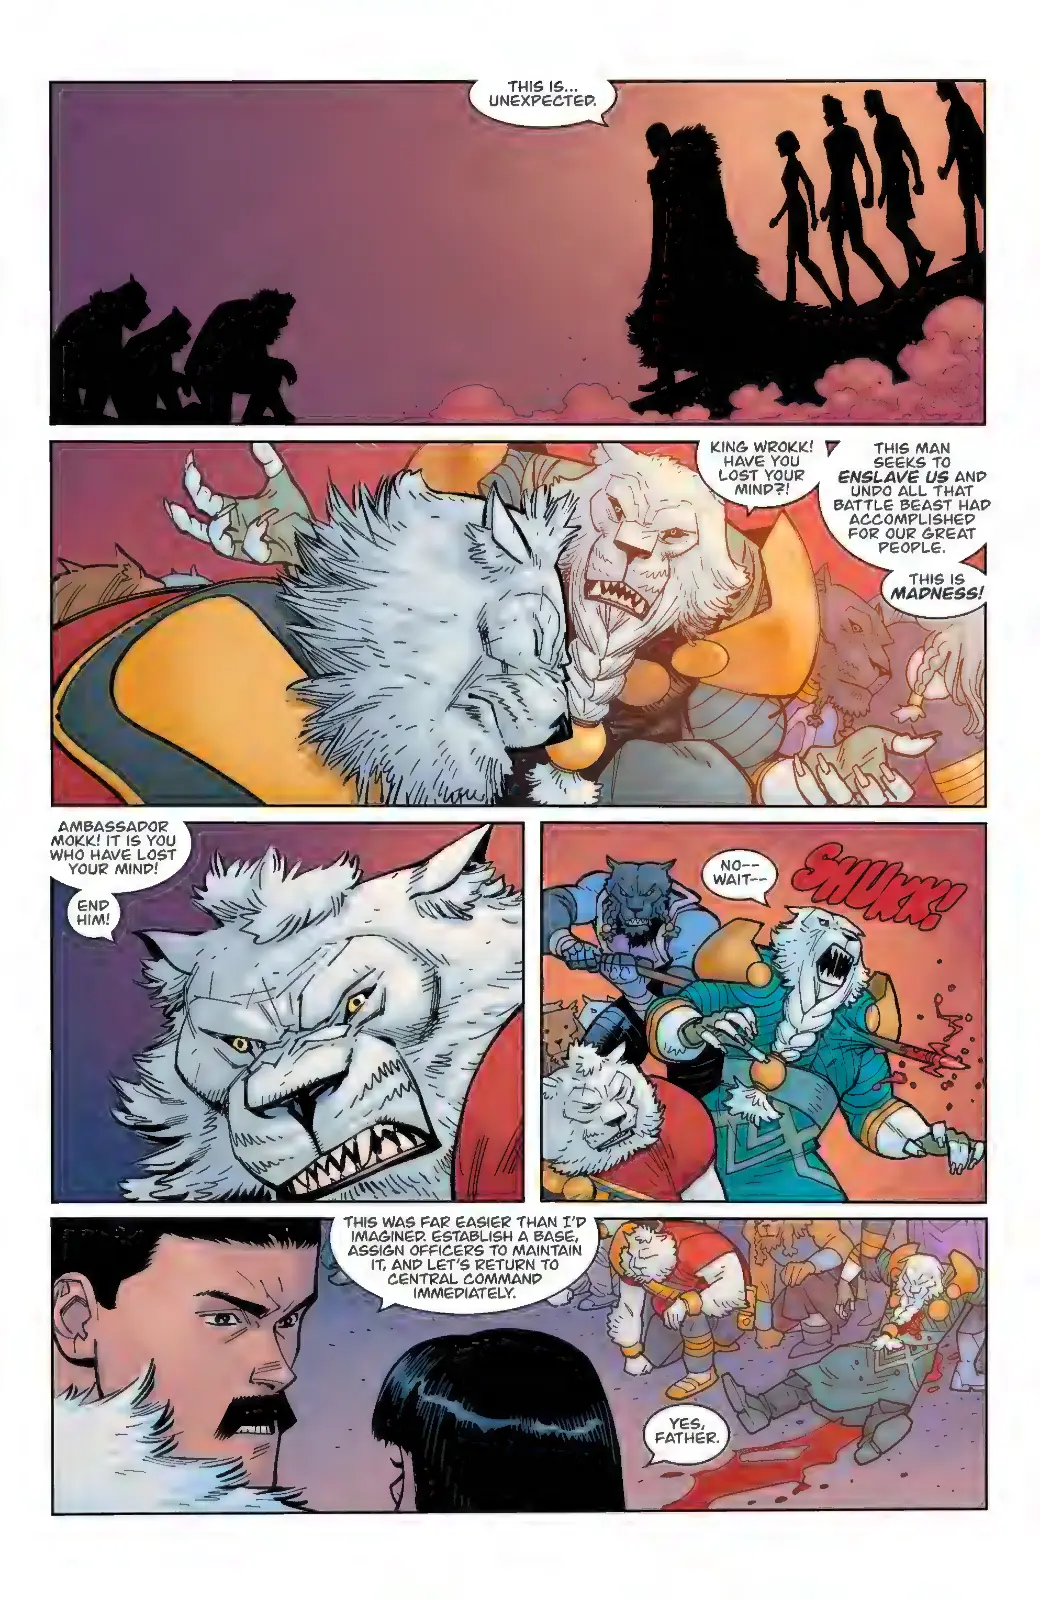 THIS IS...
UNEXPECTED.
KING WROKK!
HAVE YOU
LOST YOUR
MIND?!
THIS MAN
SEEKS TO
ENSLAVE US AND
UNDO ALL THAT
BATTLE BEAST HAD
ACCOMPLISHED
FOR OUR GREAT
PEOPLE.
THIS IS
MADNESS!
AMBASSADOR
MOKK! IT IS YOU
WHO HAVE LOST
YOUR MIND!
END
HIM!
NO--
WAIT--
SHUKK!
THIS WAS FAR EASIER THAN I'D
IMAGINED. ESTABLISH A BASE,
ASSIGN OFFICERS TO MAINTAIN
IT, AND LET'S RETURN TO
CENTRAL COMMAND
IMMEDIATELY.
YES,
FATHER.